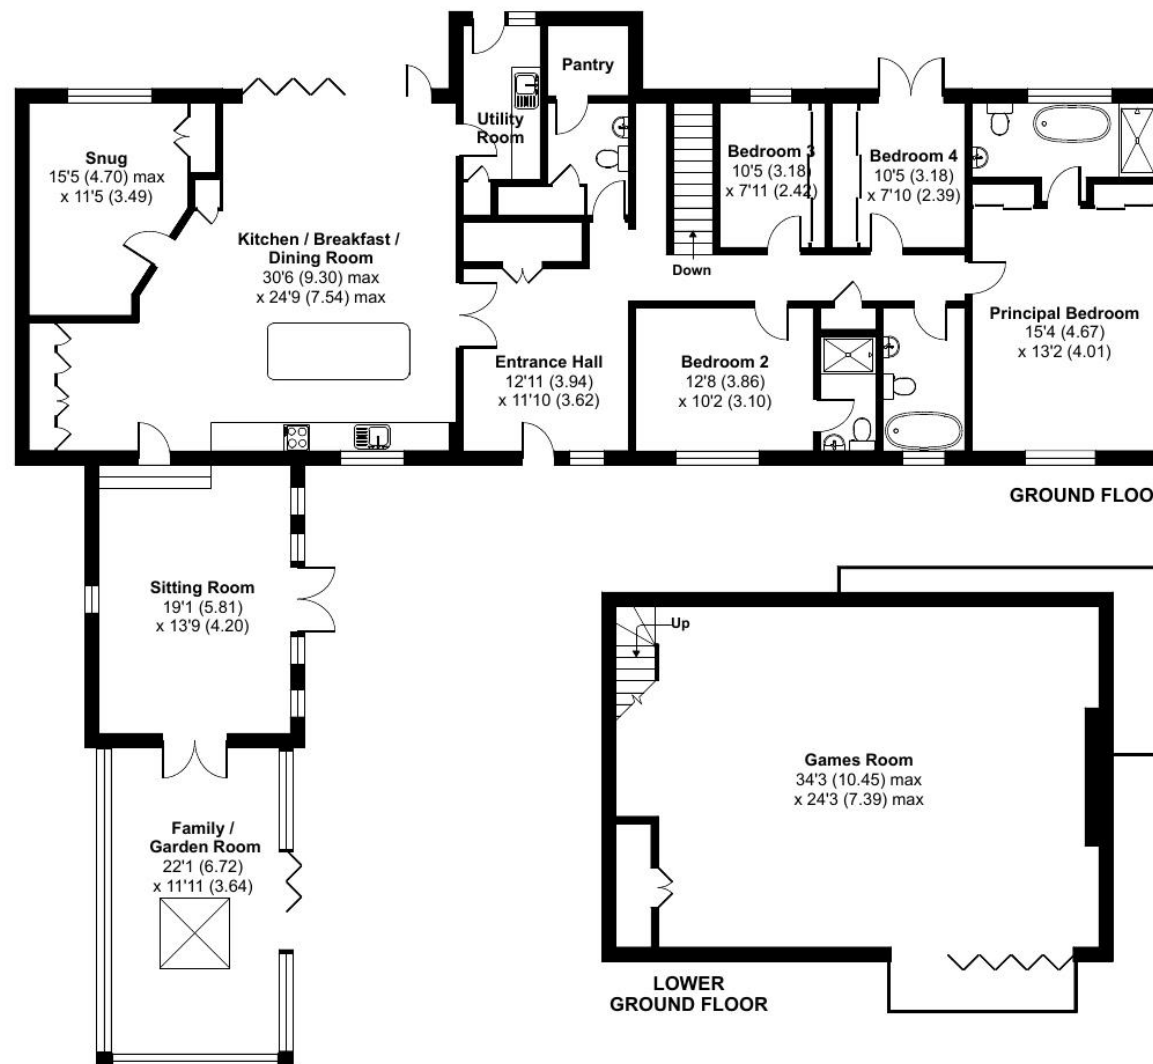 Pantry
Utility
Room
Snug
15'5 (4.70) max
x 11'5 (3.49)
Bedroom 3
10'5 (3.18)
x 7'11 (2.42)
Bedroom 4
10'5 (3.18)
x 7'10 (2.39)
Kitchen / Breakfast /
Dining Room
30'6 (9.30) max
x 24'9 (7.54) max
Down
Principal Bedroom
15'4 (4.67)
x 13'2 (4.01)
Entrance Hall
12'11 (3.94)
x 11'10 (3.62)
Bedroom 2
12'8 (3.86)
x 10'2 (3.10)
GROUND FLOO
Sitting Room
19'1 (5.81)
x 13'9 (4.20)
Up
Games Room
34'3 (10.45) max
x 24'3 (7.39) max
Family /
Garden Room
22'1 (6.72)
x 11'11 (3.64)
LOWER
GROUND FLOOR